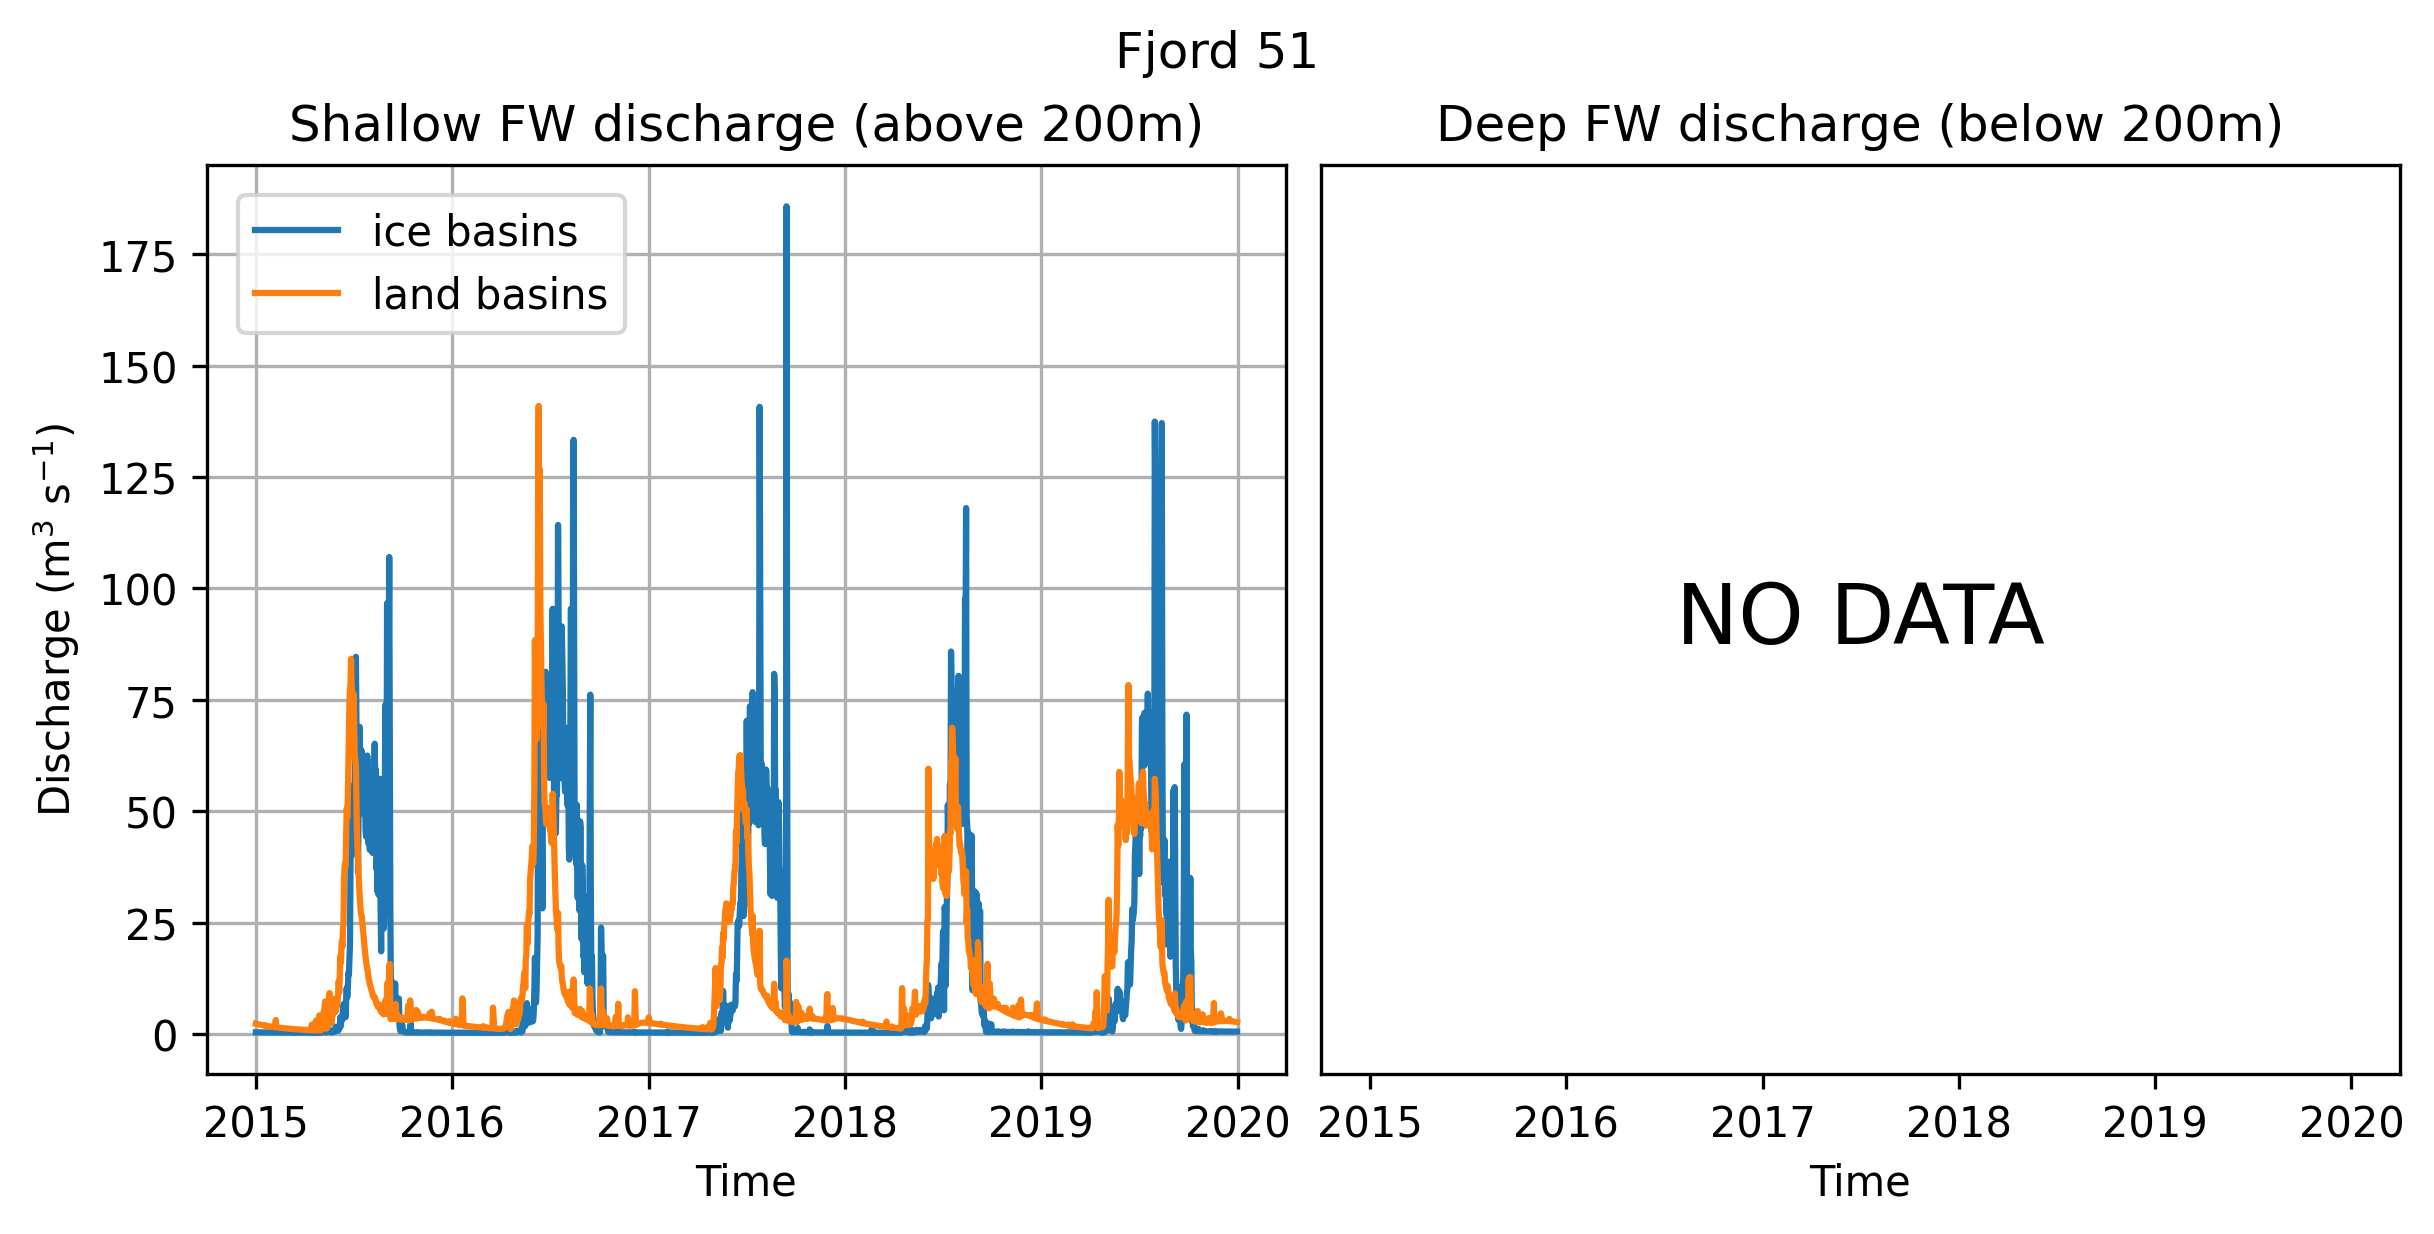 Fjord 51
Shallow FW discharge (above 200m)
Deep FW discharge (below 200m)
ice basins
land basins
Discharge (m³ s⁻¹)
175
150
125
100
75
50
25
0
NO DATA
2015 2016 2017 2018 2019 2020
2015 2016 2017 2018 2019 2020
Time
Time